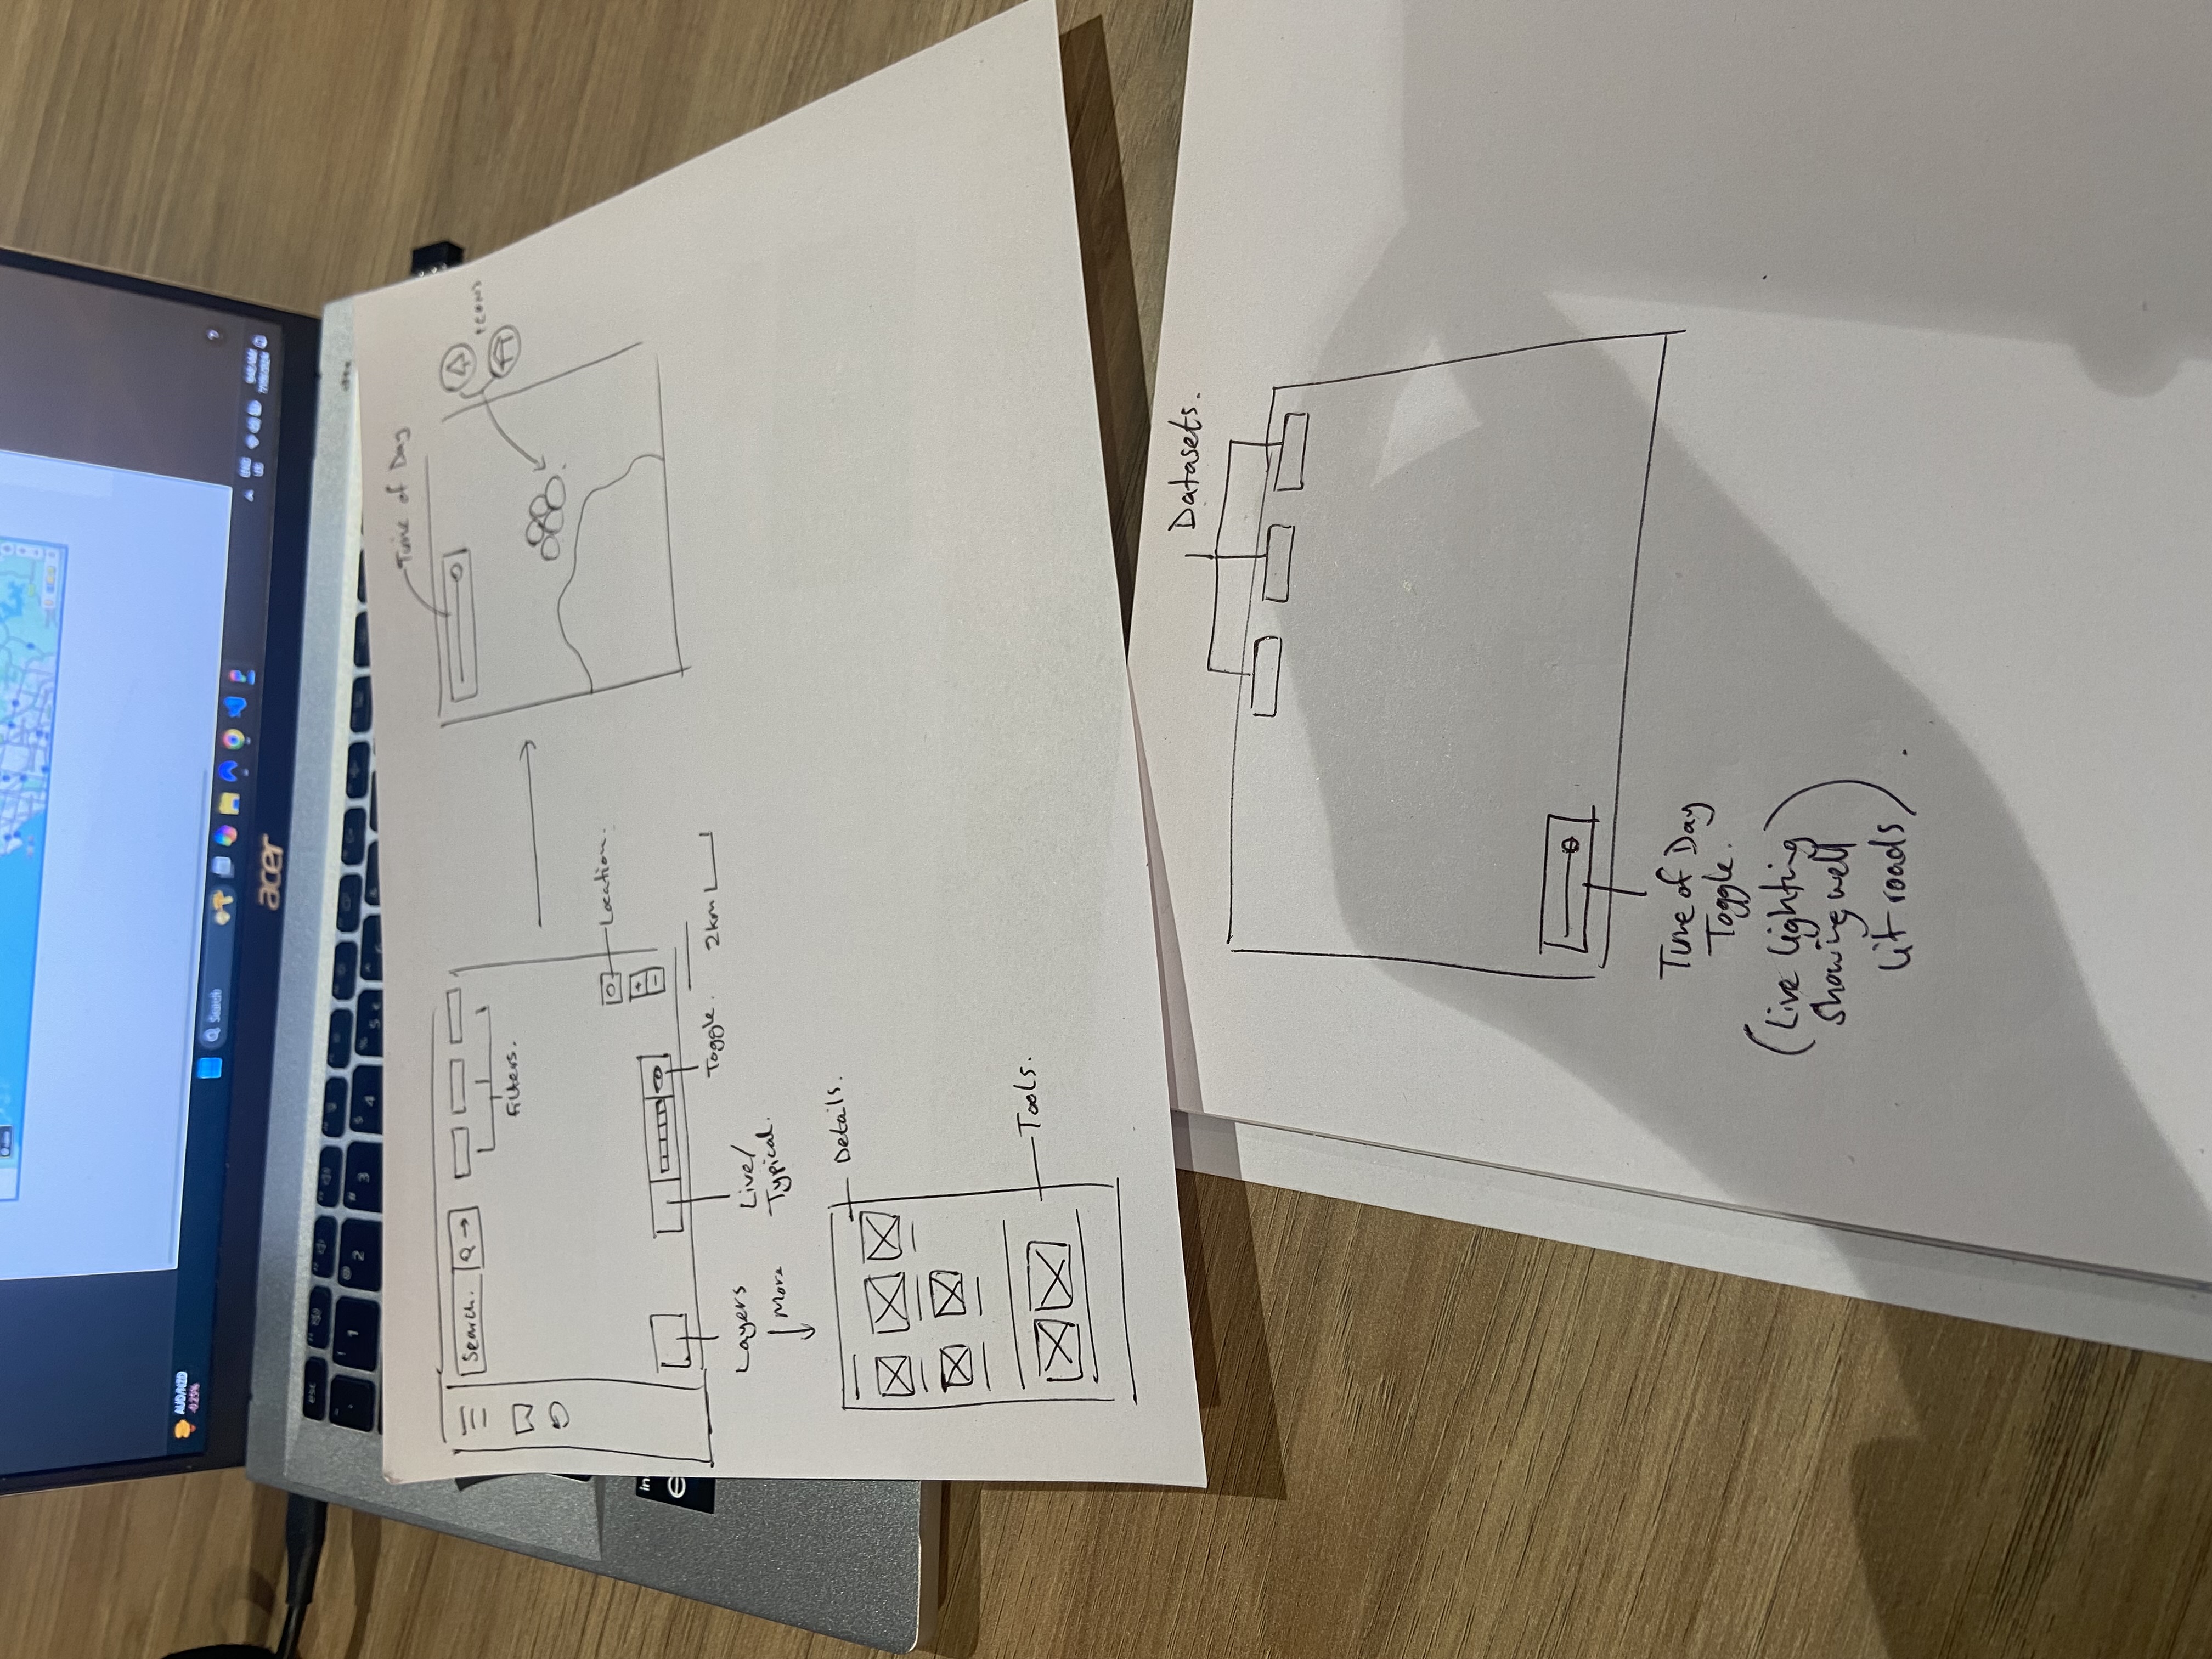 AUD/NZD
-0.25%
Search
ENG
US
acer
esc
1
2
3
4
5
Time of Day
Search.
Filters.
icons
Location.
Toggle.
2km
Layers
Live/
Typical.
More
Details.
Tools.
Datasets.
Time of Day
Toggle.
(Live lighting
showing well
lit roads)
.